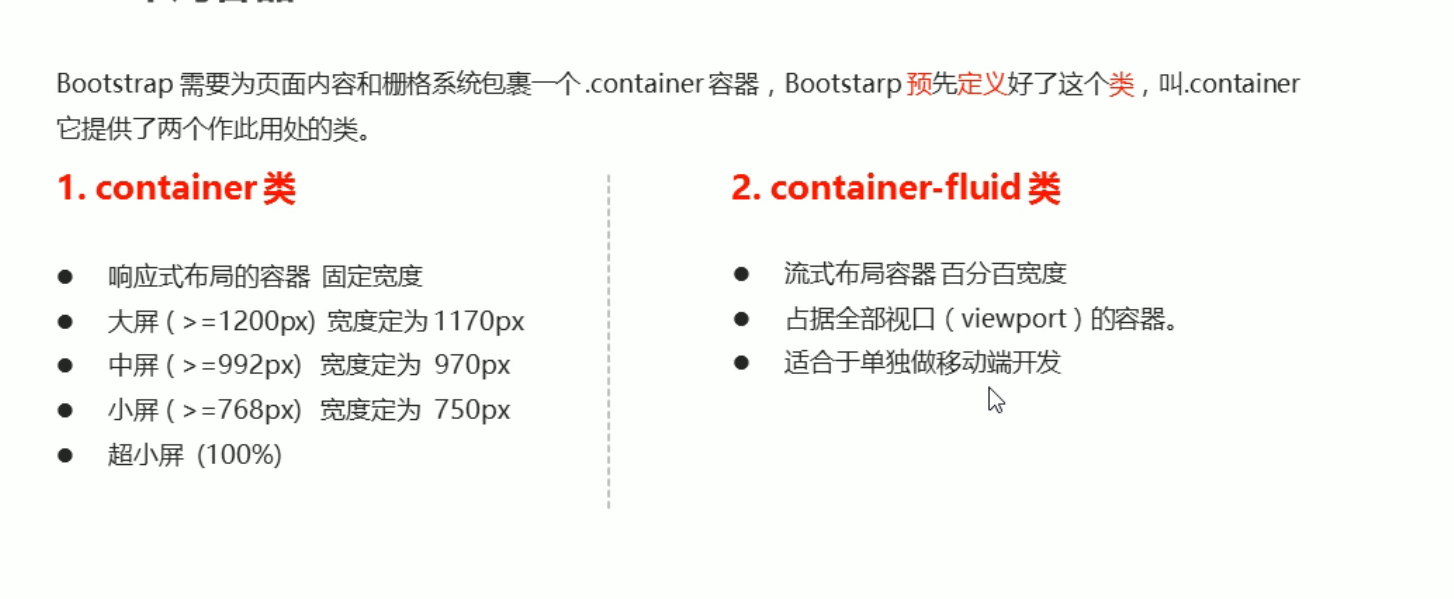 Bootstrap 需要为页面内容和栅格系统包裹一个 .container 容器，Bootstarp 预先定义好了这个类，叫.container
它提供了两个作此用处的类。
1. container 类
● 响应式布局的容器 固定宽度
● 大屏 ( >=1200px) 宽度定为 1170px
● 中屏 ( >=992px) 宽度定为 970px
● 小屏 ( >=768px) 宽度定为 750px
● 超小屏 (100%)
2. container-fluid 类
● 流式布局容器 百分百宽度
● 占据全部视口（viewport）的容器。
● 适合于单独做移动端开发